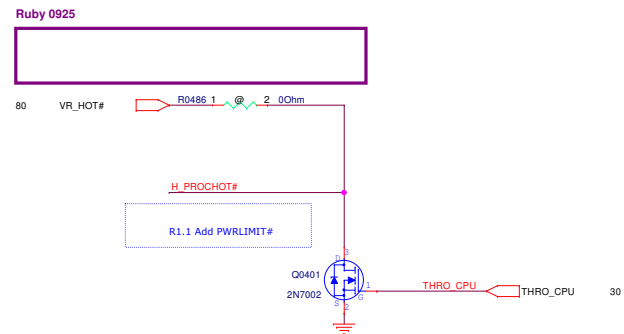 Ruby 0925
80 VR_HOT# R0486 1 @ 2 0Ohm
H_PROCHOT#
R1.1 Add PWRLIMIT#
3
D
Q0401
2N7002
1
G
S
2
THRO_CPU
THRO_CPU 30